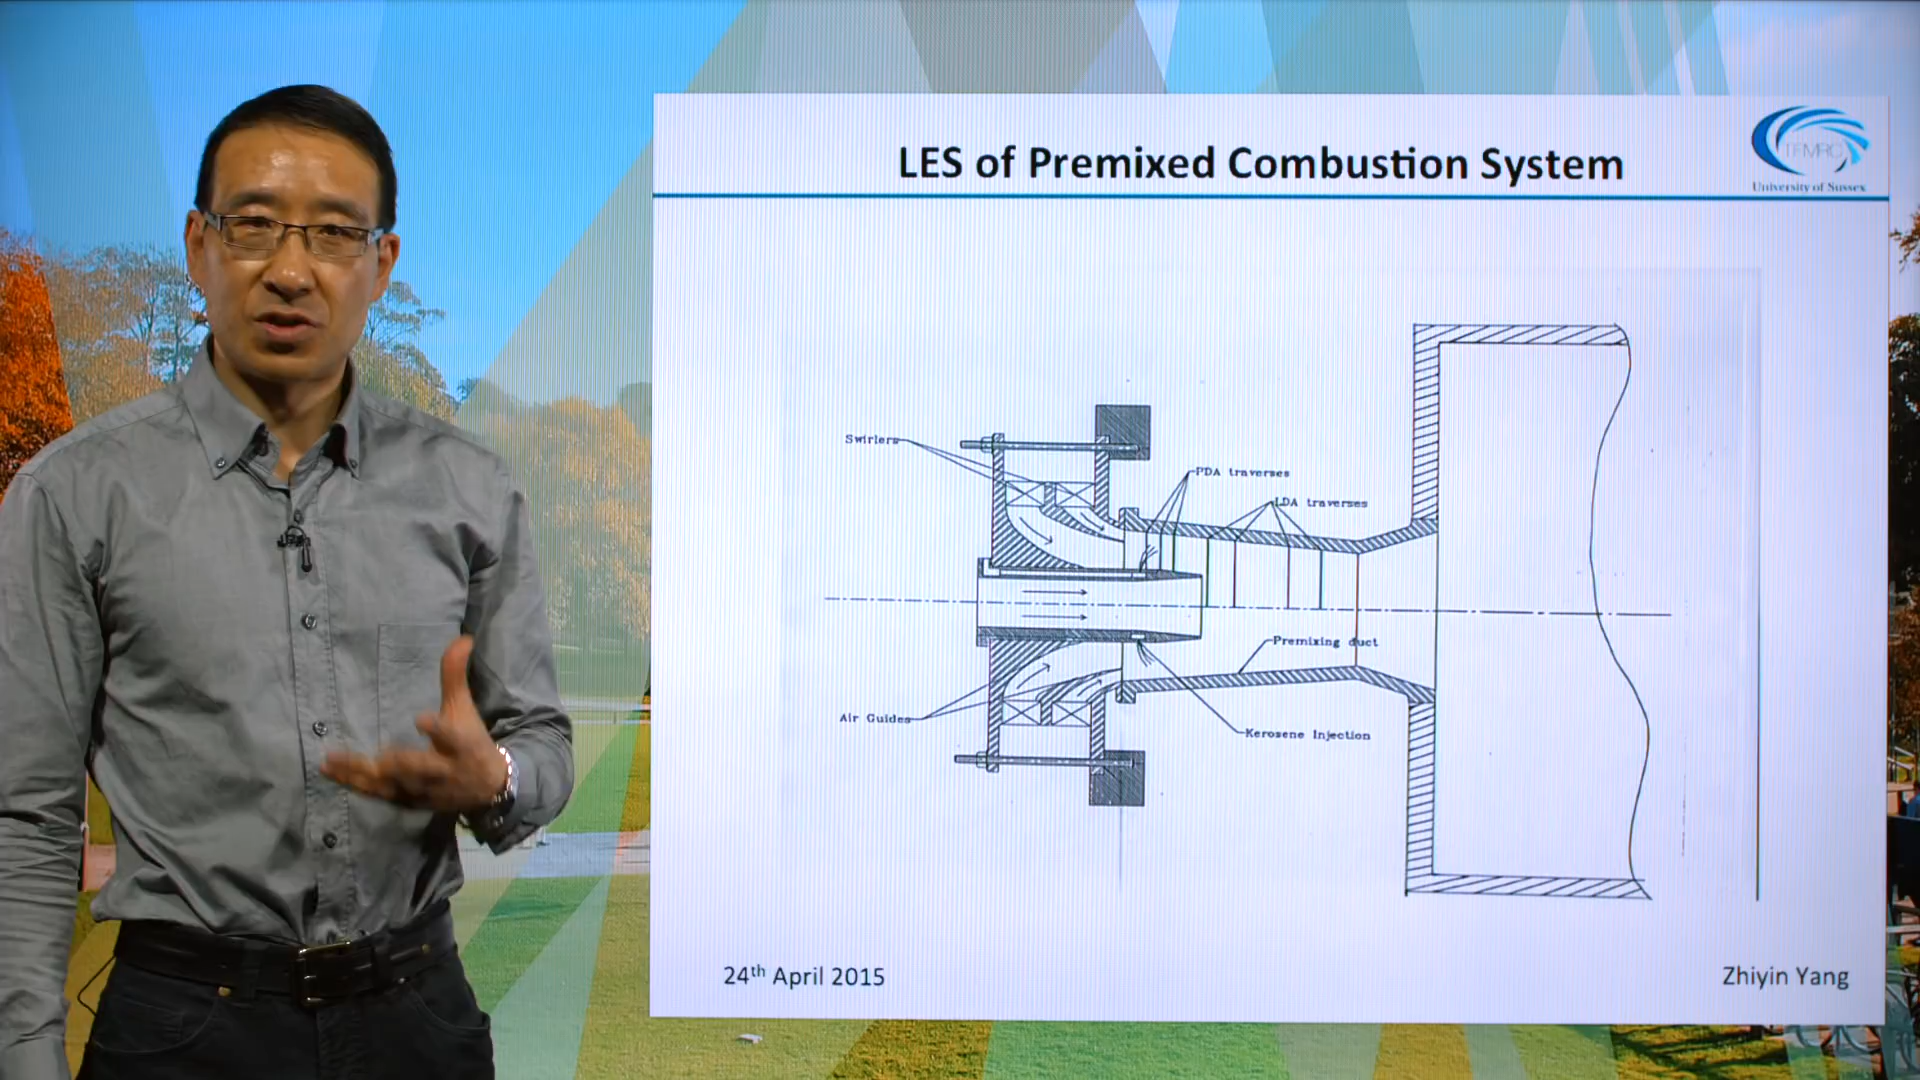 LES of Premixed Combustion System
TFMRC
University of Sussex
Swirlers
PDA traverses
LDA traverses
Premixing duct
Air Guides
Kerosene Injection
24th April 2015
Zhiyin Yang